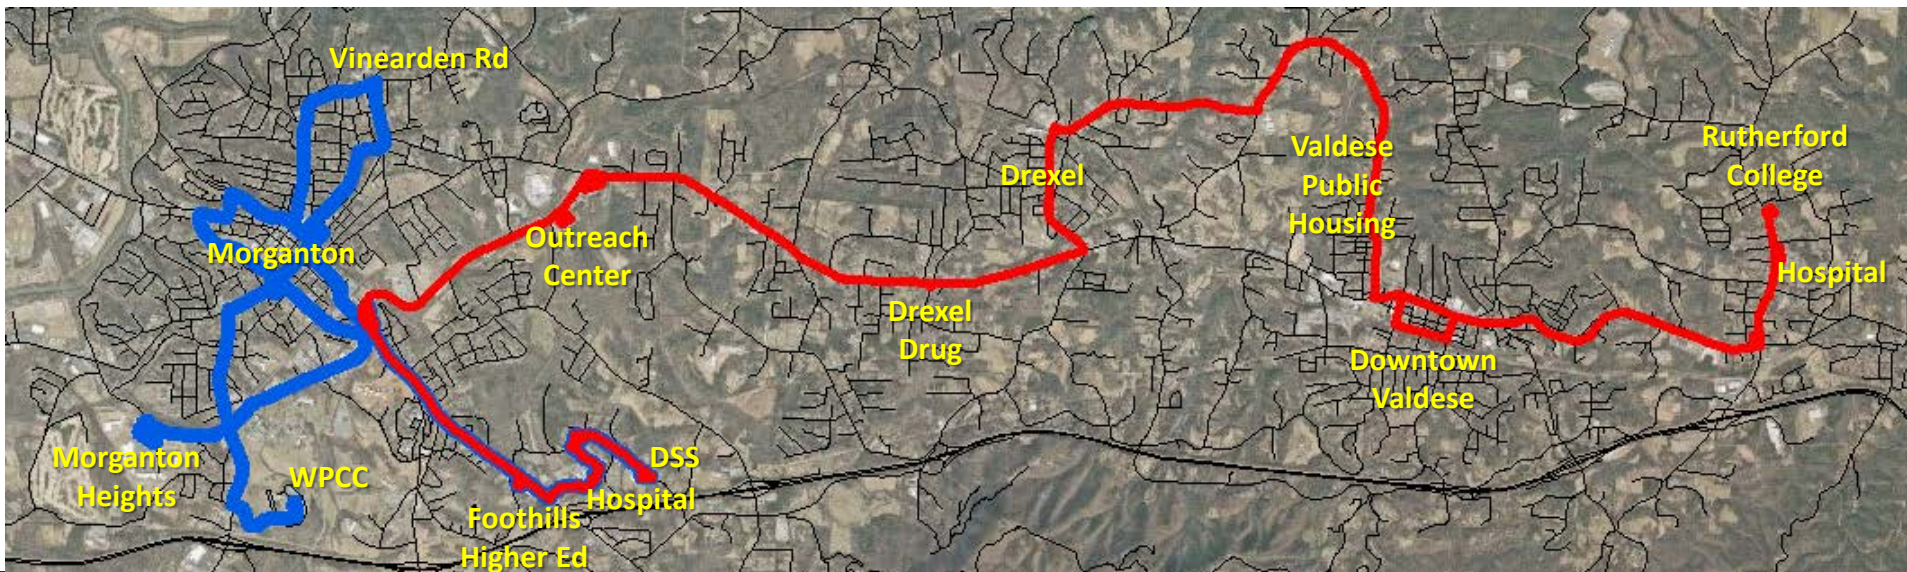 Vinearden Rd
Morganton
Outreach
Center
Drexel
Drexel
Drug
Valdese
Public
Housing
Rutherford
College
Hospital
Downtown
Valdese
Morganton
Heights
WPCC
DSS
Hospital
Foothills
Higher Ed